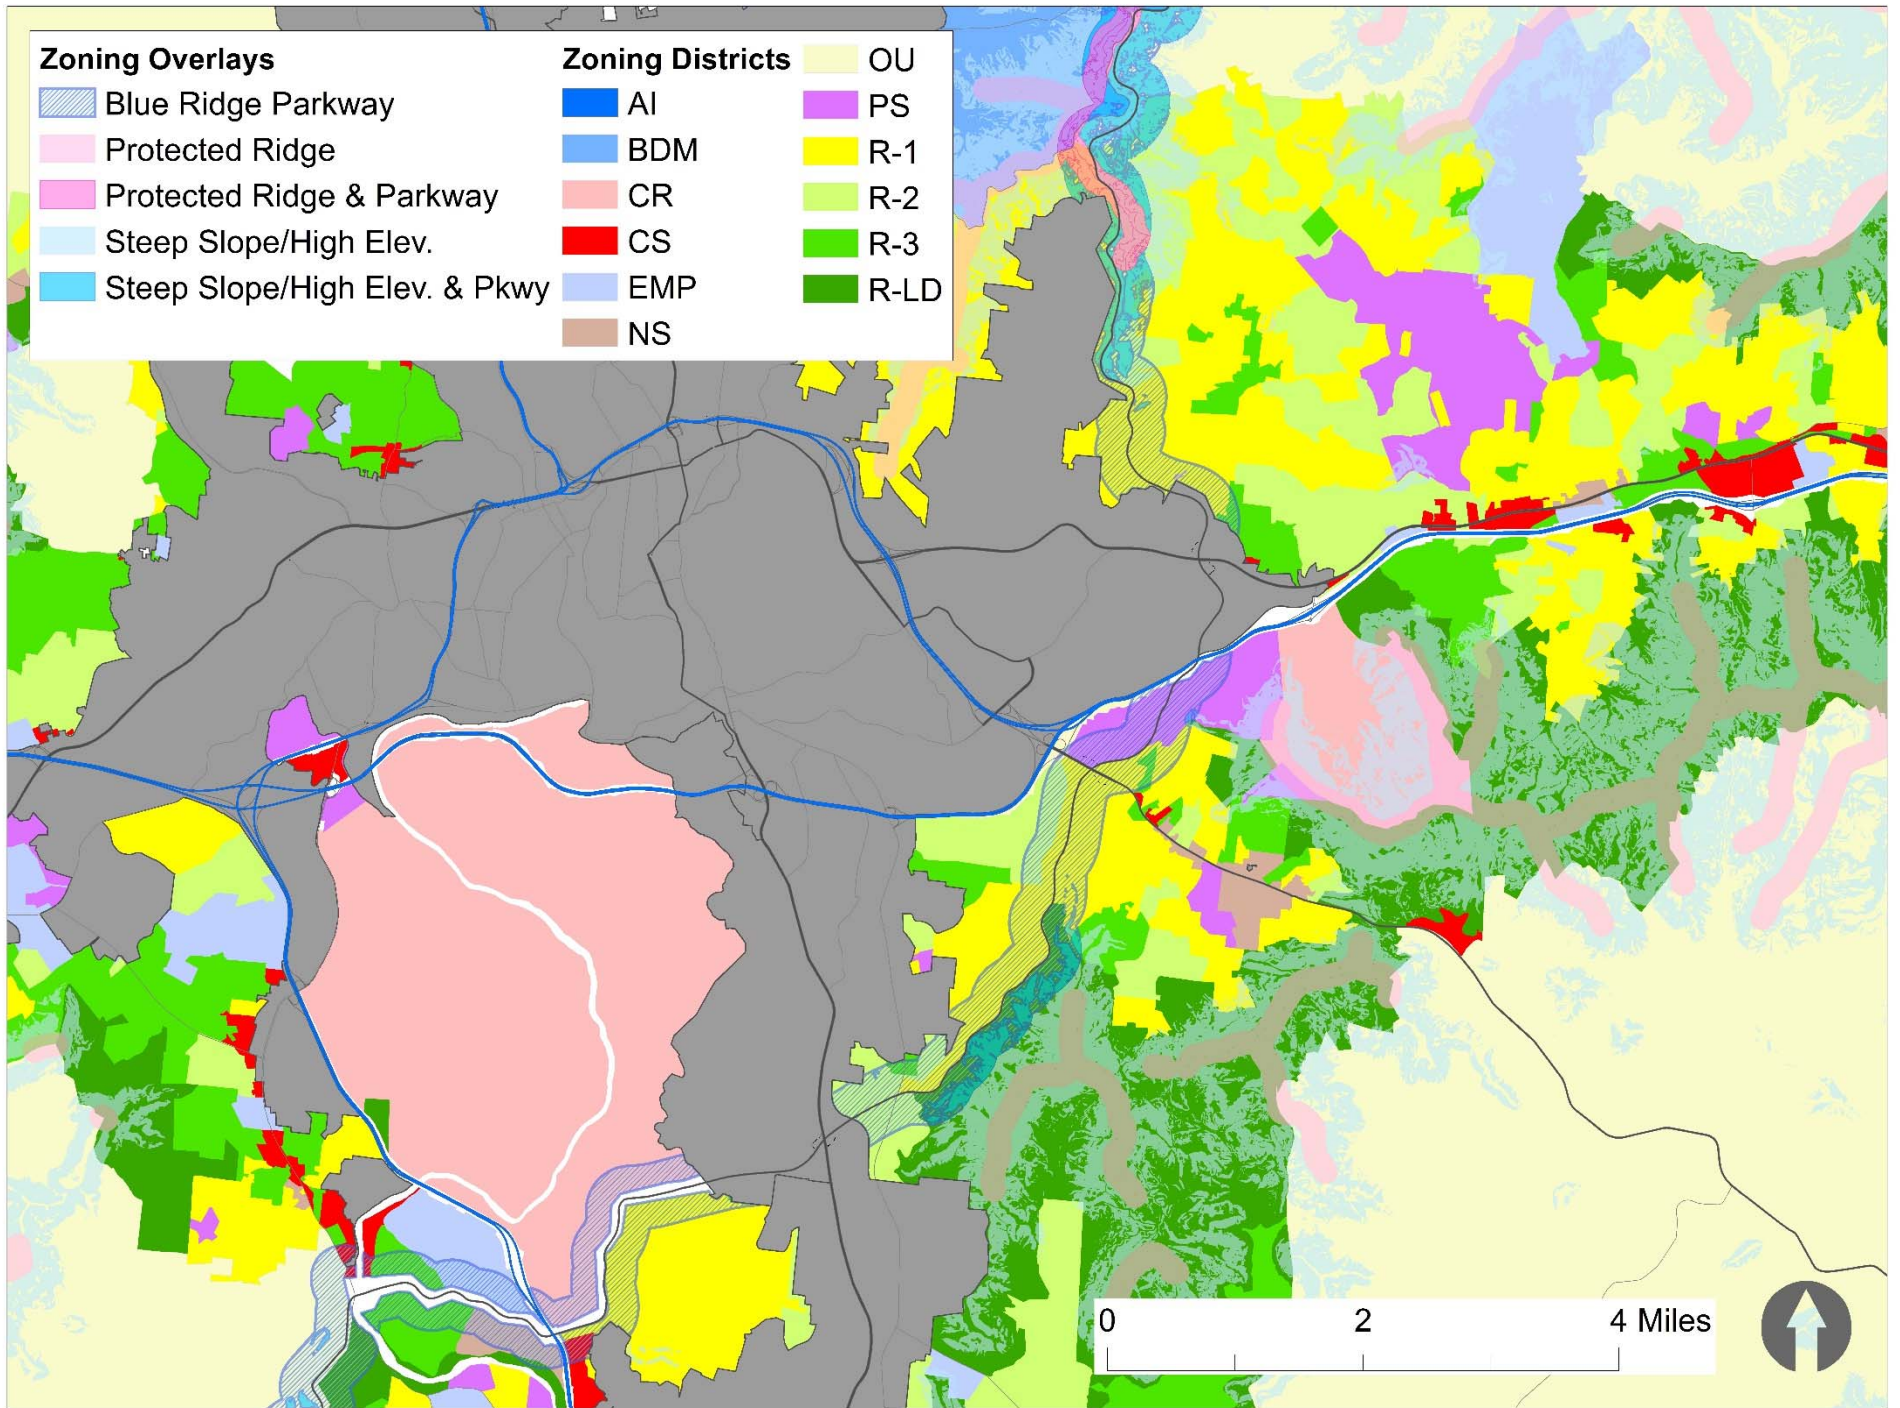 Zoning Overlays
Blue Ridge Parkway
Protected Ridge
Protected Ridge & Parkway
Steep Slope/High Elev.
Steep Slope/High Elev. & Pkwy
Zoning Districts
AI
BDM
CR
CS
EMP
NS
OU
PS
R-1
R-2
R-3
R-LD
0 2 4 Miles